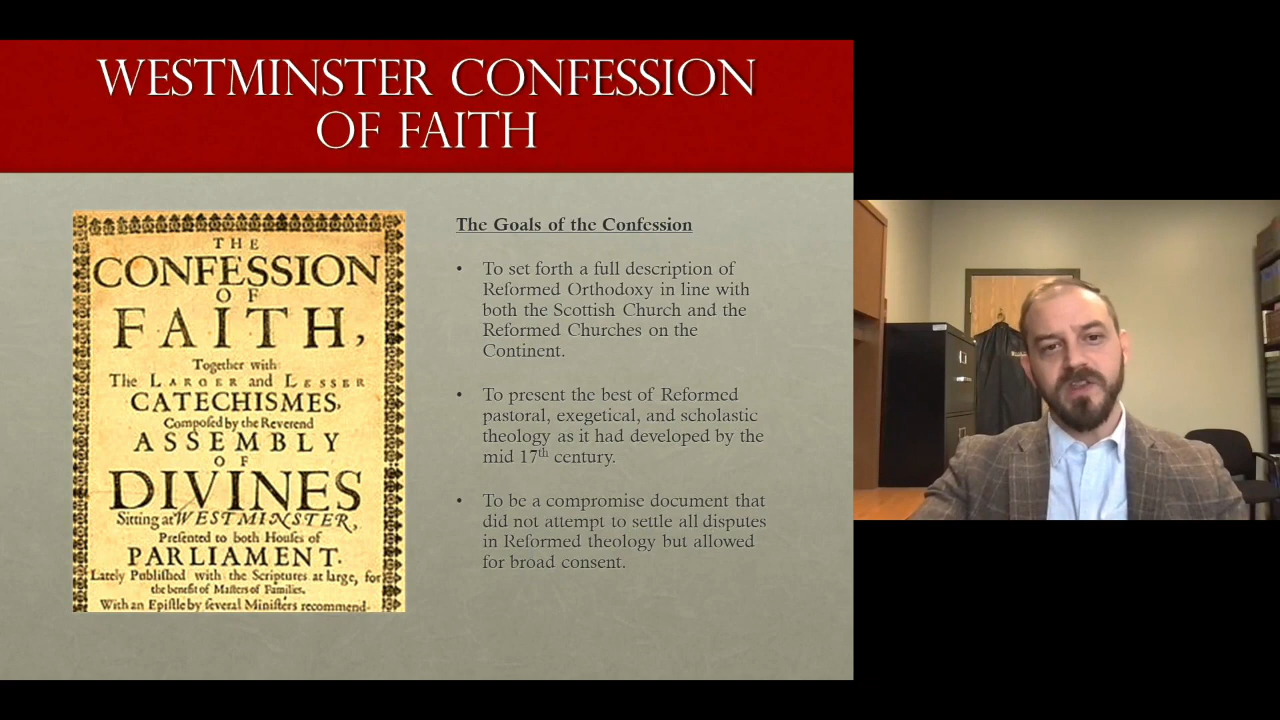 WESTMINSTER CONFESSION
OF FAITH
THE
CONFESSION
OF
FAITH,
Together with
The LARGER and LESSER
CATECHISMES,
Compoſed by the Reverend
ASSEMBLY
OF
DIVINES
Sitting at WESTMINSTER,
Preſented to both Houſes of
PARLIAMENT.
Lately Publiſhed with the Scriptures at large, for
the benefit of Maſters of Families.
With an Epiſtle by ſeveral Miniſters recommend-
The Goals of the Confession
• To set forth a full description of
Reformed Orthodoxy in line with
both the Scottish Church and the
Reformed Churches on the
Continent.
• To present the best of Reformed
pastoral, exegetical, and scholastic
theology as it had developed by the
mid 17th century.
• To be a compromise document that
did not attempt to settle all disputes
in Reformed theology but allowed
for broad consent.